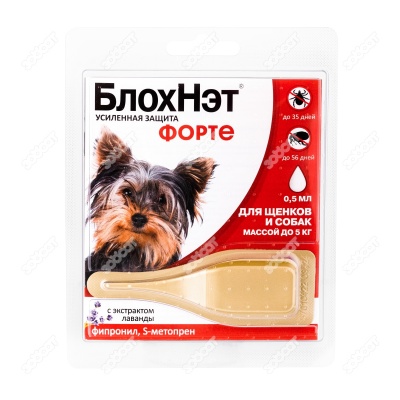 БлохНэт®
УСИЛЕННАЯ ЗАЩИТА
ФОРТЕ
до 35 дней
до 56 дней
0,5 МЛ
ДЛЯ ЩЕНКОВ
И СОБАК
МАССОЙ ДО 5 КГ
с экстрактом
лаванды
фипронил, S-метопрен